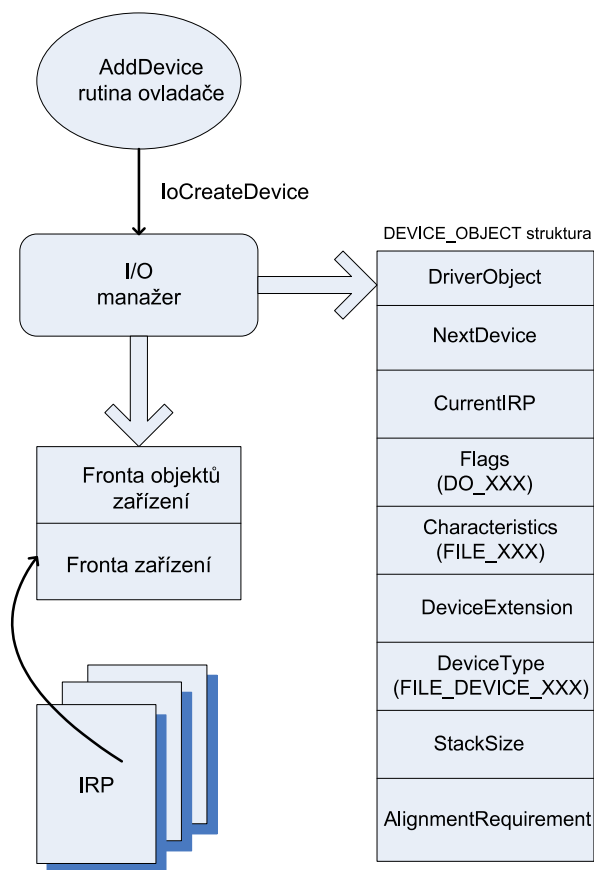 AddDevice
rutina ovladače
IoCreateDevice
I/O
manažer
Fronta objektů
zařízení
Fronta zařízení
IRP
DEVICE_OBJECT struktura
DriverObject
NextDevice
CurrentIRP
Flags
(DO_XXX)
Characteristics
(FILE_XXX)
DeviceExtension
DeviceType
(FILE_DEVICE_XXX)
StackSize
AlignmentRequirement